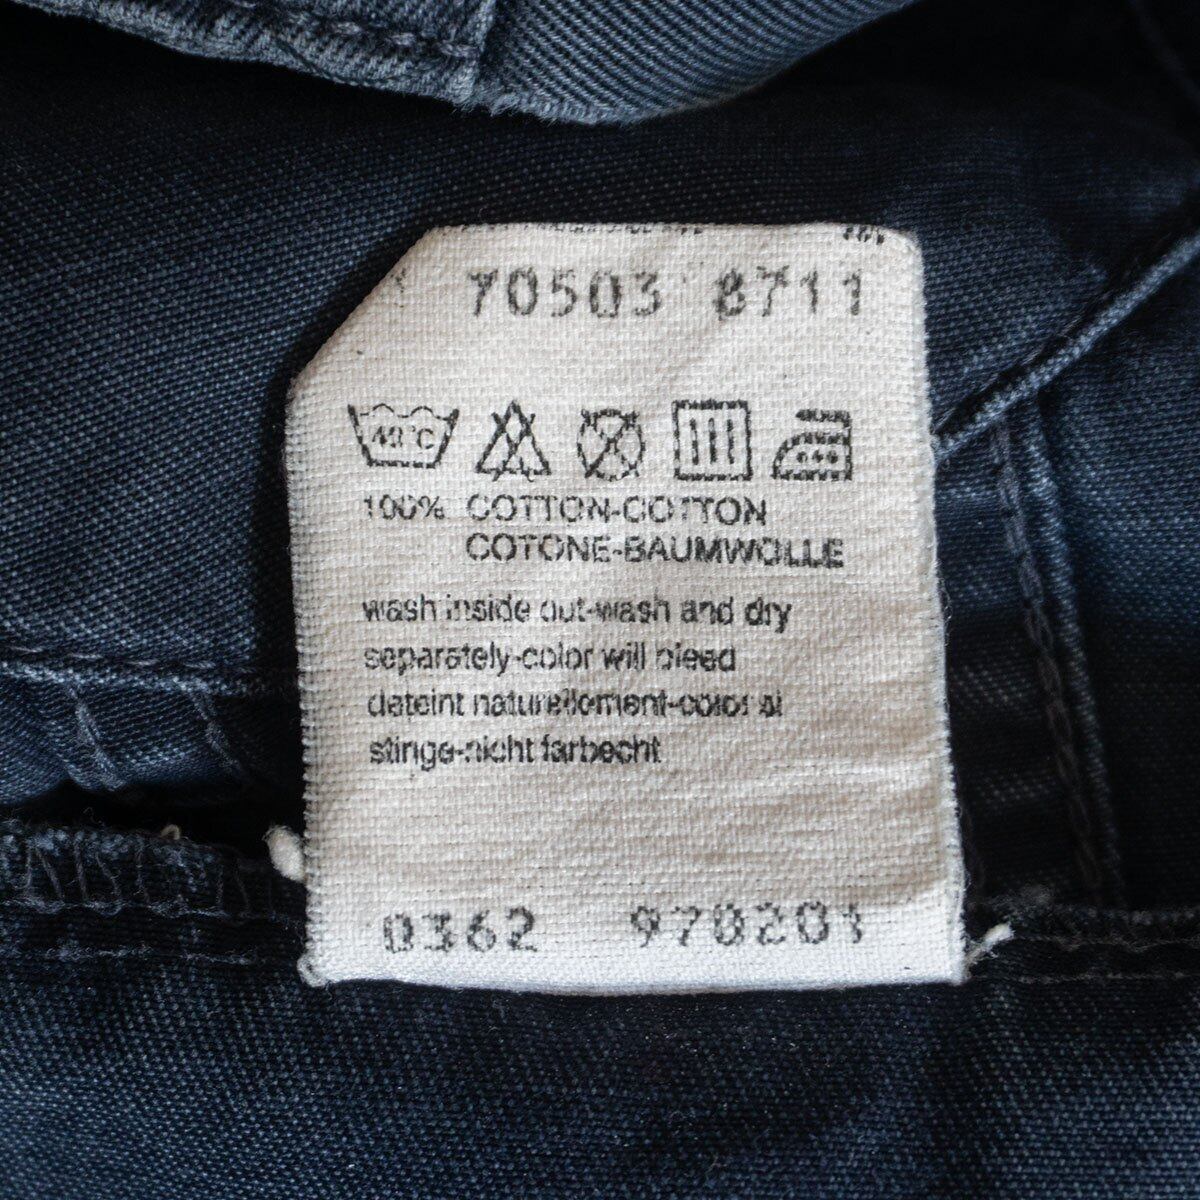 70503 8711
40°C
100% COTTON-COTTON
COTONE-BAUMWOLLE
wash inside out-wash and dry
separately-color will bleed
deteint naturellement-color si
stinge-nicht farbecht
0362 970201